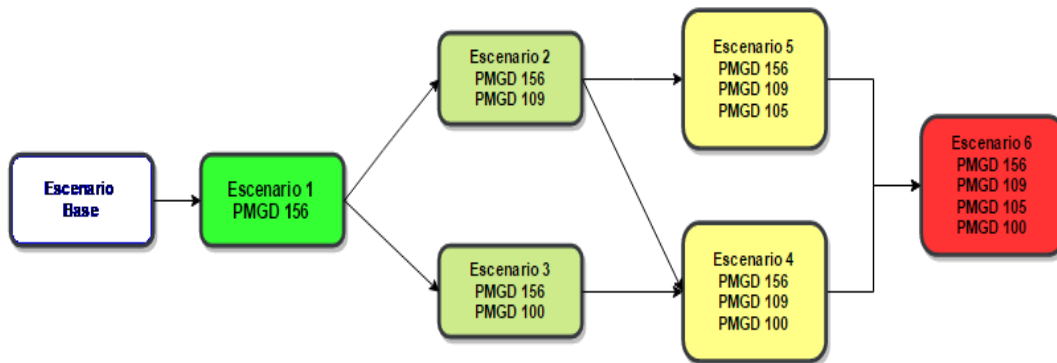 Escenario
Base
Escenario 1
PMGD 156
Escenario 2
PMGD 156
PMGD 109
Escenario 3
PMGD 156
PMGD 100
Escenario 5
PMGD 156
PMGD 109
PMGD 105
Escenario 4
PMGD 156
PMGD 109
PMGD 100
Escenario 6
PMGD 156
PMGD 109
PMGD 105
PMGD 100